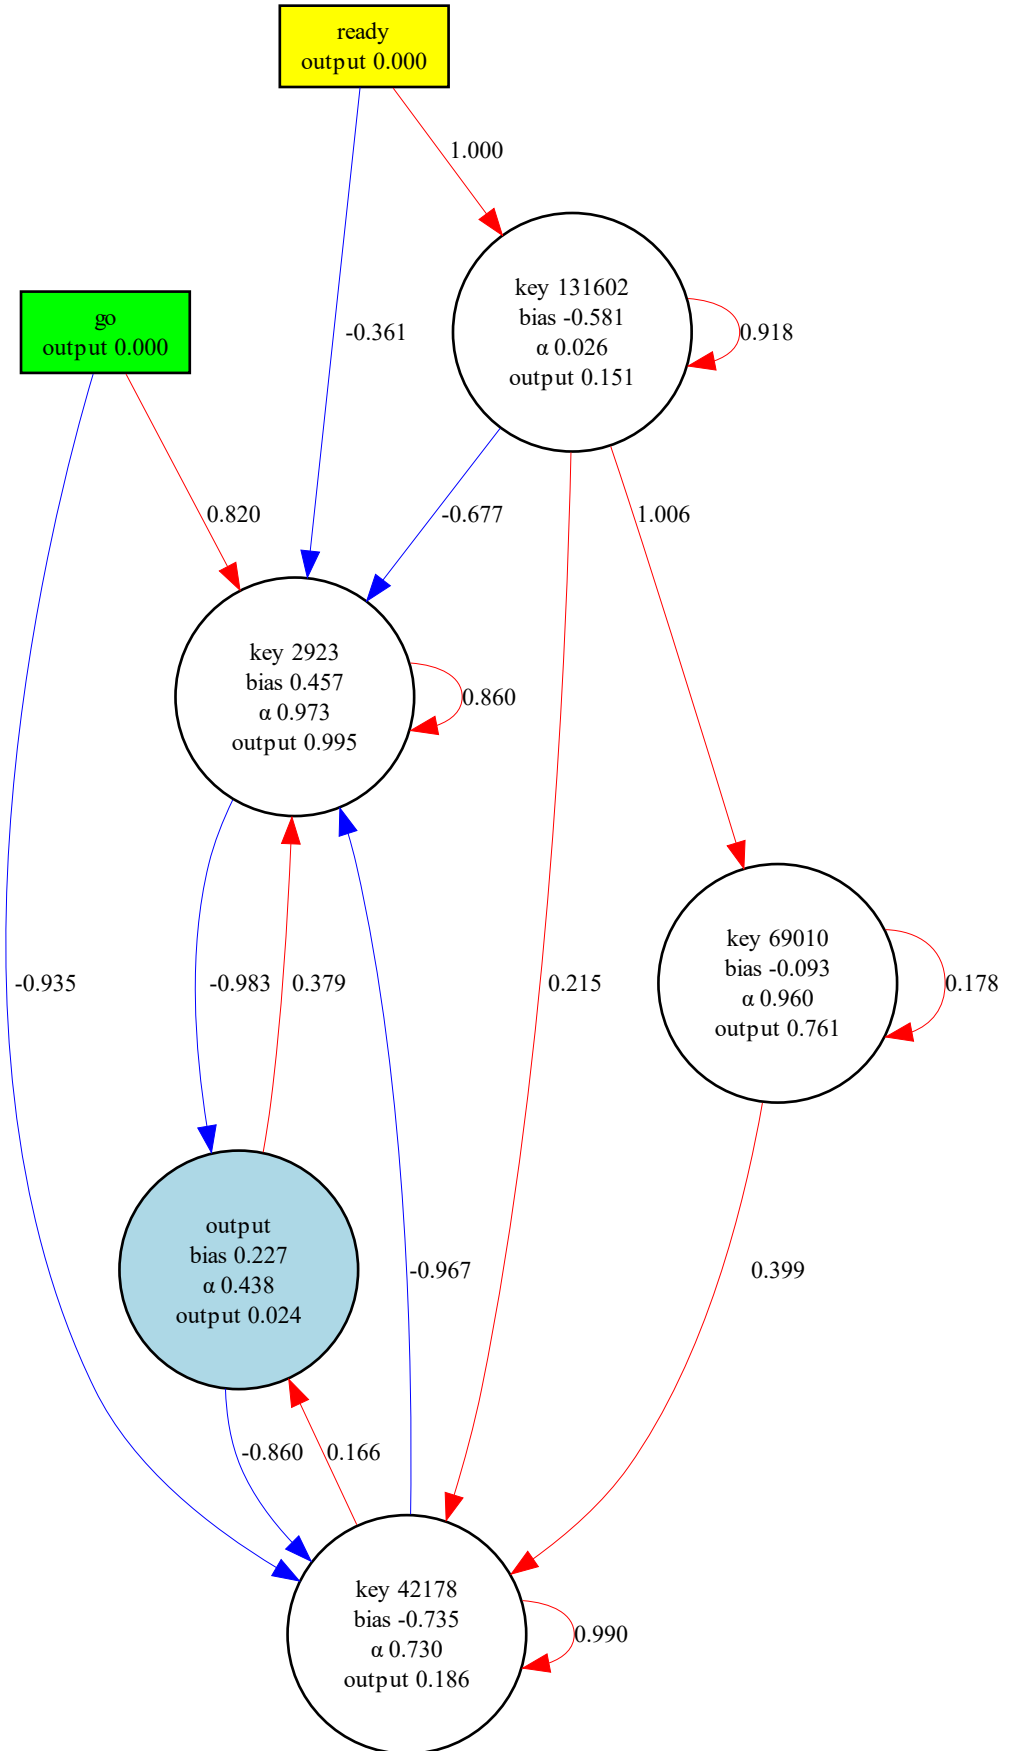 ready
output 0.000
1.000
key 131602
bias -0.581
α 0.026
output 0.151
0.918
go
output 0.000
-0.361
0.820
-0.677
1.006
key 2923
bias 0.457
α 0.973
output 0.995
0.860
key 69010
bias -0.093
α 0.960
output 0.761
0.178
-0.935
-0.983
0.379
0.215
output
bias 0.227
α 0.438
output 0.024
-0.967
0.399
-0.860
0.166
key 42178
bias -0.735
α 0.730
output 0.186
0.990